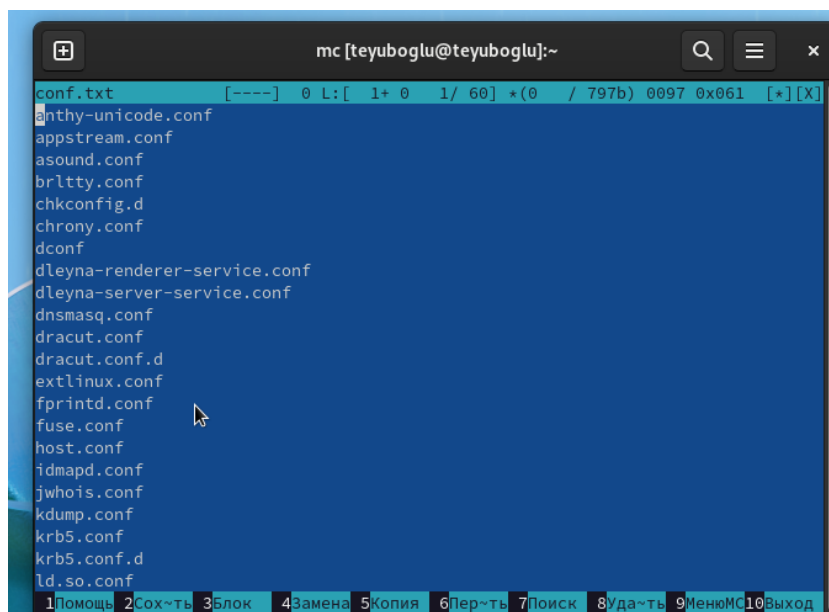 mc [teyuboglu@teyuboglu]:~
conf.txt [----] 0 L:[ 1+ 0 1/ 60] *(0 / 797b) 0097 0x061 [*][X]
anthy-unicode.conf
appstream.conf
asound.conf
brltty.conf
chkconfig.d
chrony.conf
dconf
dleyna-renderer-service.conf
dleyna-server-service.conf
dnsmasq.conf
dracut.conf
dracut.conf.d
extlinux.conf
fprintd.conf
fuse.conf
host.conf
idmapd.conf
jwhois.conf
kdump.conf
krb5.conf
krb5.conf.d
ld.so.conf
1Помощь 2Сох~ть 3Блок 4Замена 5Копия 6Пер~ть 7Поиск 8Уда~ть 9МенюMC10Выход